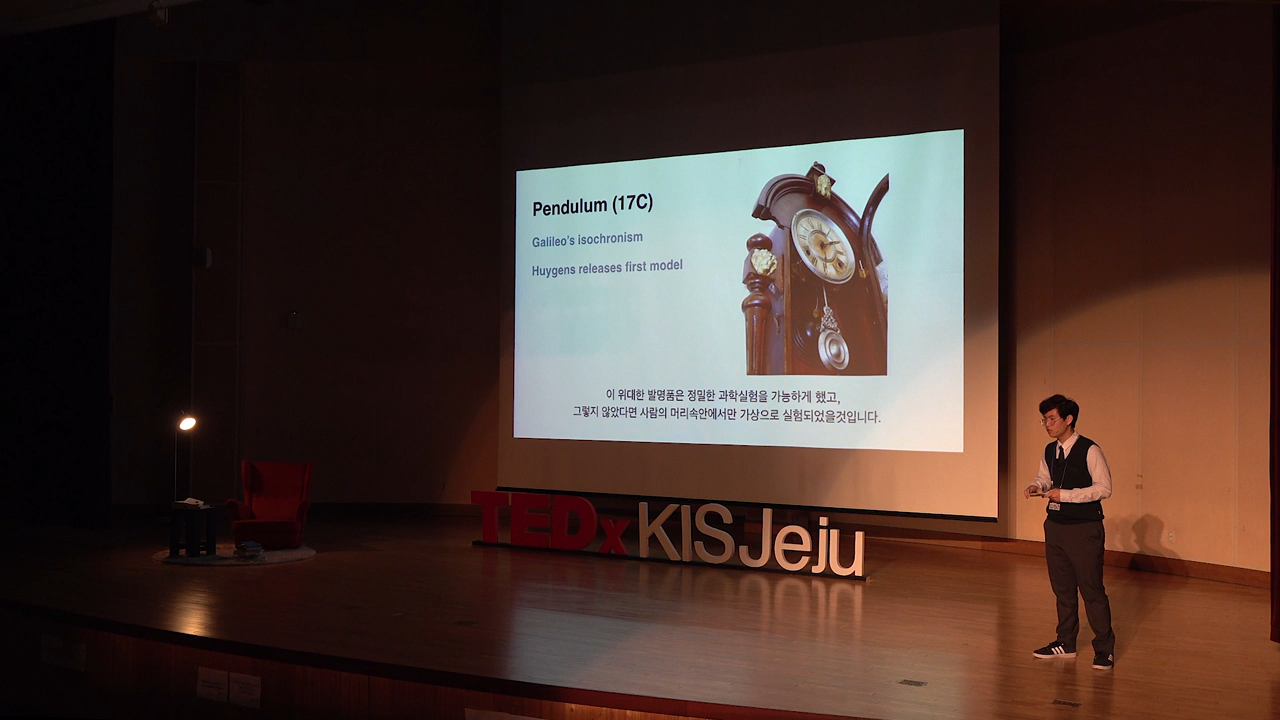 Pendulum (17C)
Galileo's isochronism
Huygens releases first model
이 위대한 발명품은 정밀한 과학실험을 가능하게 했고,
그렇지 않았다면 사람의 머리속안에서만 가상으로 실험되었을것입니다.
TEDxKISJeju